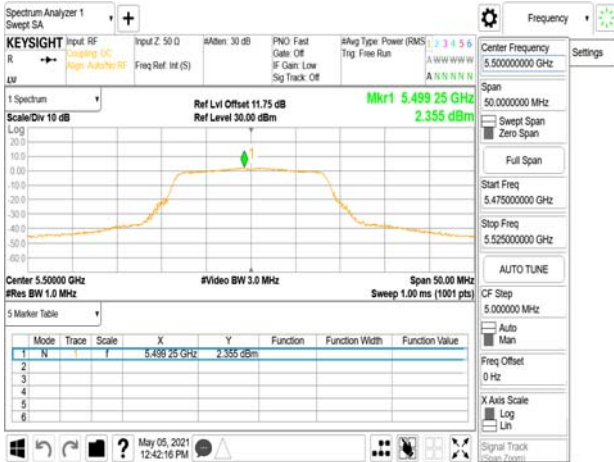 Spectrum Analyzer 1
Swept SA
Frequency
KEYSIGHT
R
Input: RF
Coupling: DC
Align: Auto/No RF
Input Z: 50 Ω
Freq Ref: Int (S)
#Atten: 30 dB
PNO: Fast
Gate: Off
IF Gain: Low
Sig Track: Off
#Avg Type: Power (RMS
Trig: Free Run
1 2 3 4 5 6
A W W W W W
A N N N N N
Center Frequency
5.500000000 GHz
Settings
Span
50.0000000 MHz
Swept Span
Zero Span
Full Span
Start Freq
5.475000000 GHz
Stop Freq
5.525000000 GHz
AUTO TUNE
CF Step
5.000000 MHz
Auto
Man
Freq Offset
0 Hz
X Axis Scale
Log
Lin
Signal Track
(Span Zoom)
1 Spectrum
Scale/Div 10 dB
Log
Ref Lvl Offset 11.75 dB
Ref Level 30.00 dBm
Mkr1 5.499 25 GHz
2.355 dBm
20.0
10.0
0.00
-10.0
-20.0
-30.0
-40.0
-50.0
-60.0
1
Center 5.50000 GHz
#Res BW 1.0 MHz
#Video BW 3.0 MHz
Span 50.00 MHz
Sweep 1.00 ms (1001 pts)
5 Marker Table
Mode Trace Scale X Y Function Function Width Function Value
1 N 1 f 5.499 25 GHz 2.355 dBm
2
3
4
5
6
May 05, 2021
12:42:16 PM